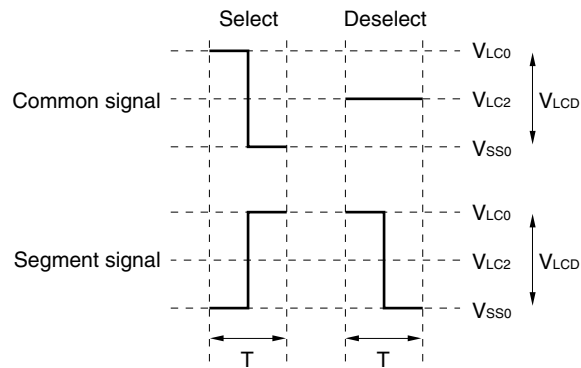 Select Deselect
VLC0
Common signal VLC2 VLCD
VSS0
VLC0
Segment signal VLC2 VLCD
VSS0
T T